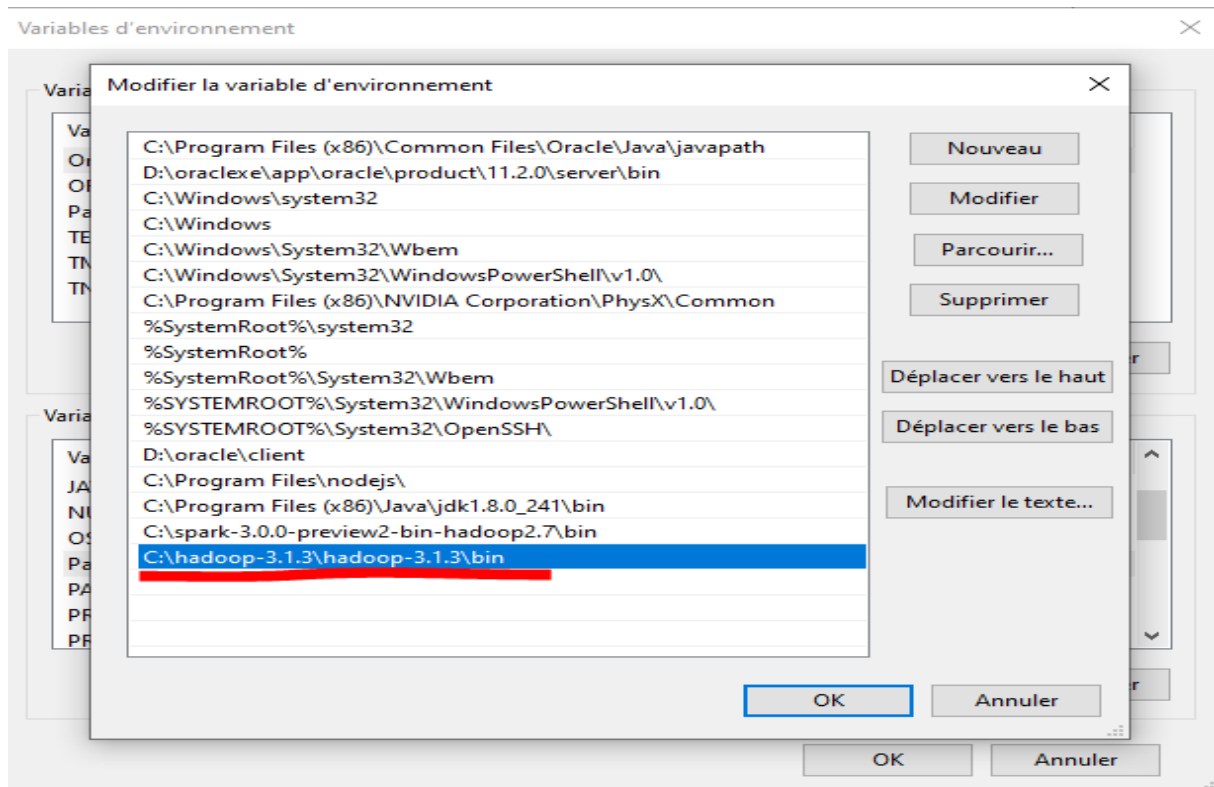 Variables d'environnement
Modifier la variable d'environnement
C:\Program Files (x86)\Common Files\Oracle\Java\javapath
Nouveau
D:\oraclexe\app\oracle\product\11.2.0\server\bin
C:\Windows\system32
Modifier
C:\Windows
C:\Windows\System32\Wbem
Parcourir...
C:\Windows\System32\WindowsPowerShell\v1.0\
C:\Program Files (x86)\NVIDIA Corporation\PhysX\Common
Supprimer
%SystemRoot%\system32
%SystemRoot%
%SystemRoot%\System32\Wbem
Déplacer vers le haut
%SYSTEMROOT%\System32\WindowsPowerShell\v1.0\
%SYSTEMROOT%\System32\OpenSSH\
Déplacer vers le bas
D:\oracle\client
C:\Program Files\nodejs\
C:\Program Files (x86)\Java\jdk1.8.0_241\bin
Modifier le texte...
C:\spark-3.0.0-preview2-bin-hadoop2.7\bin
C:\hadoop-3.1.3\hadoop-3.1.3\bin
OK
Annuler
OK
Annuler